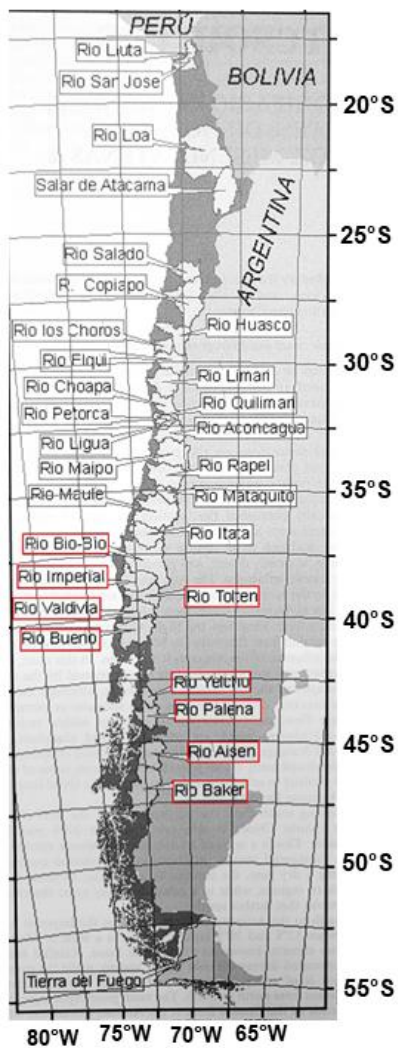 PERÚ
Rio Lluta
BOLIVIA
Rio San Jose
20°S
Rio Loa
Salar de Atacama
ARGENTINA
25°S
Rio Salado
R. Copiapo
Rio los Choros
Rio Huasco
Rio Elqui
30°S
Rio Limari
Rio Choapa
Rio Quilimari
Rio Petorca
Rio Aconcagua
Rio Ligua
Rio Maipo
Rio Rapel
Rio Maule
Rio Mataquito
35°S
Rio Itata
Rio Bio-Bio
Rio Imperial
Rio Tolten
Rio Valdivia
40°S
Rio Bueno
Rio Yelcho
Rio Palena
45°S
Rio Aisen
Rio Baker
50°S
Tierra del Fuego
55°S
80°W 75°W 70°W 65°W